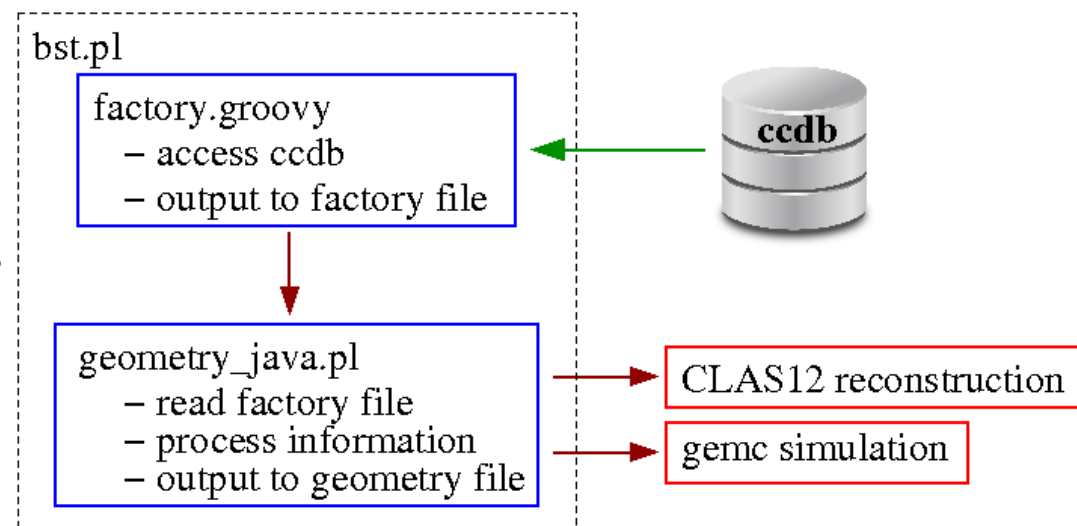 bst.pl
factory.groovy
– access ccdb
– output to factory file
ccdb
geometry_java.pl
– read factory file
– process information
– output to geometry file
CLAS12 reconstruction
gemc simulation